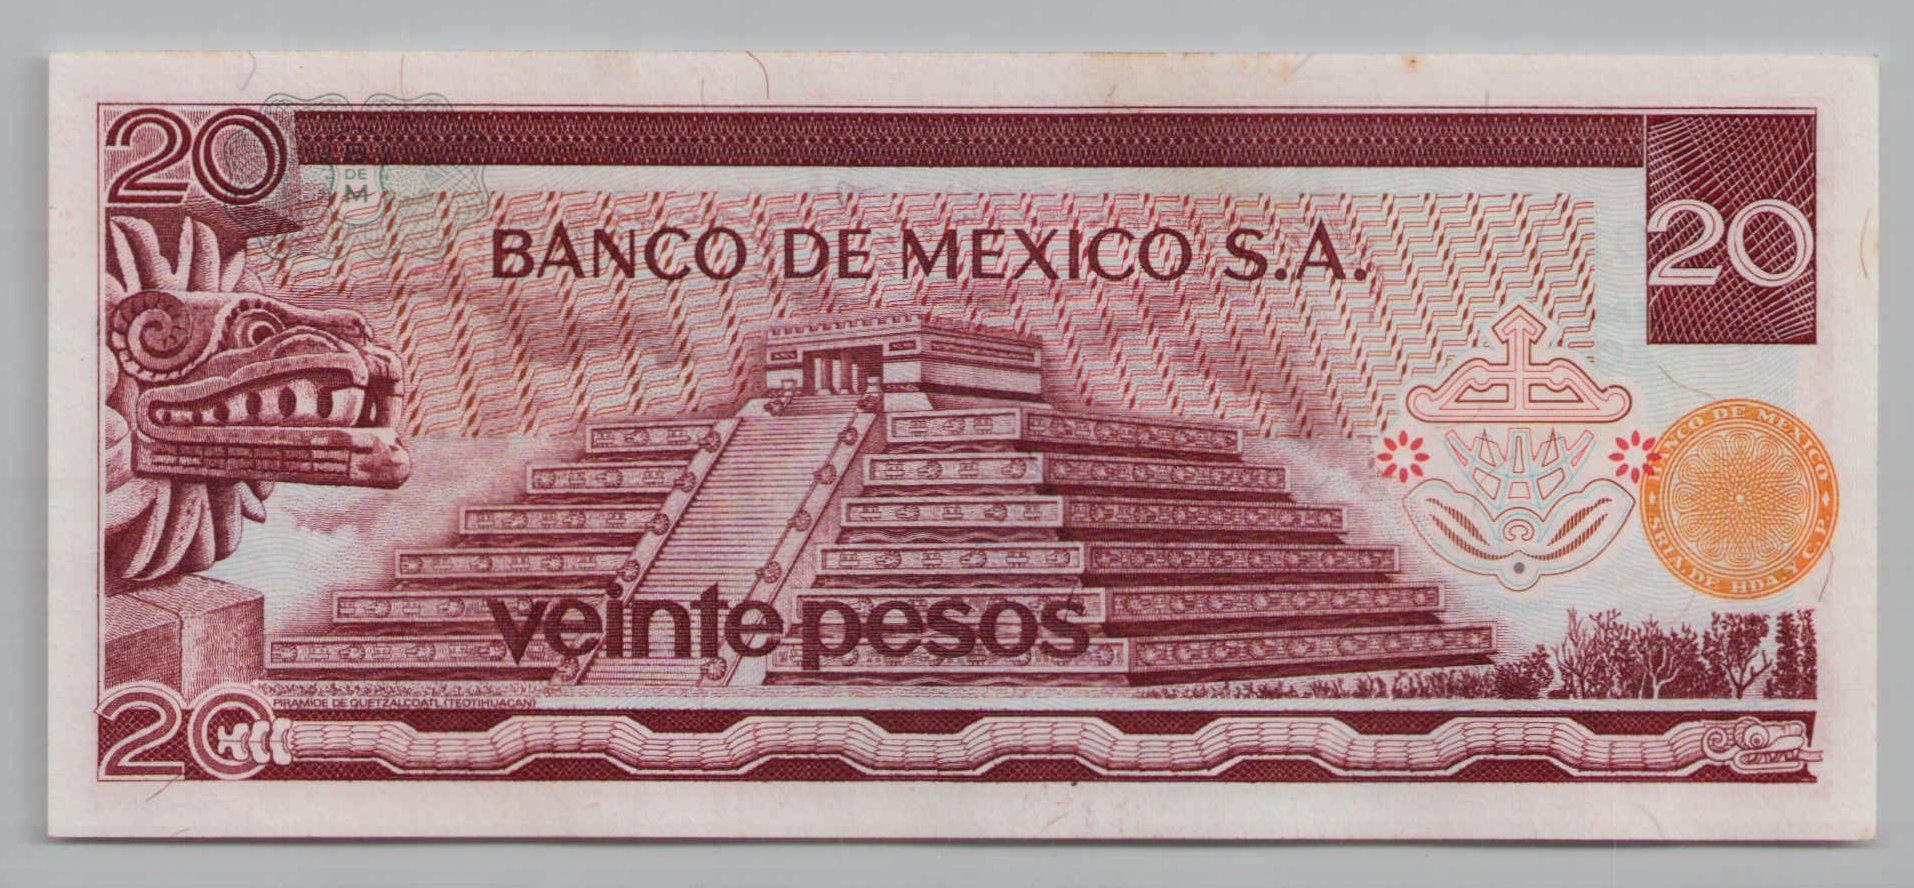 20
B
DE
M
BANCO DE MEXICO S.A.
20
BANCO DE MEXICO
SRIA. DE HDA. Y C. P.
veinte pesos
PIRAMIDE DE QUETZALCOATL (TEOTIHUACAN)
20